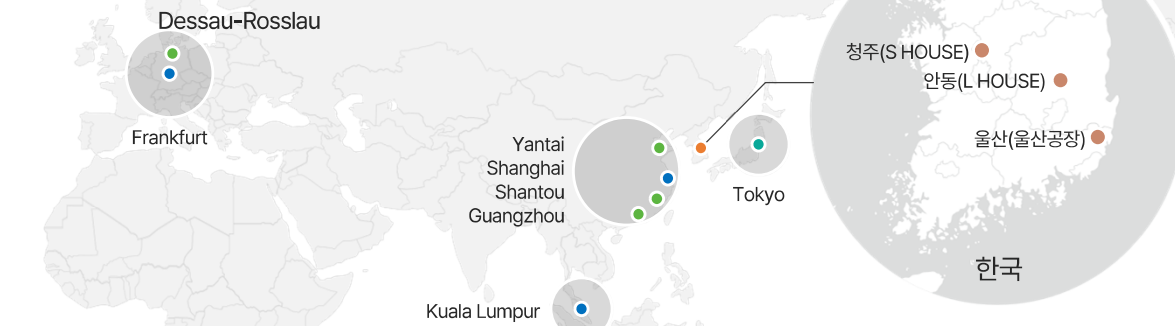 Dessau-Rosslau
Frankfurt
Yantai
Shanghai
Shantou
Guangzhou
Kuala Lumpur
Tokyo
청주(S HOUSE)
안동(L HOUSE)
울산(울산공장)
한국